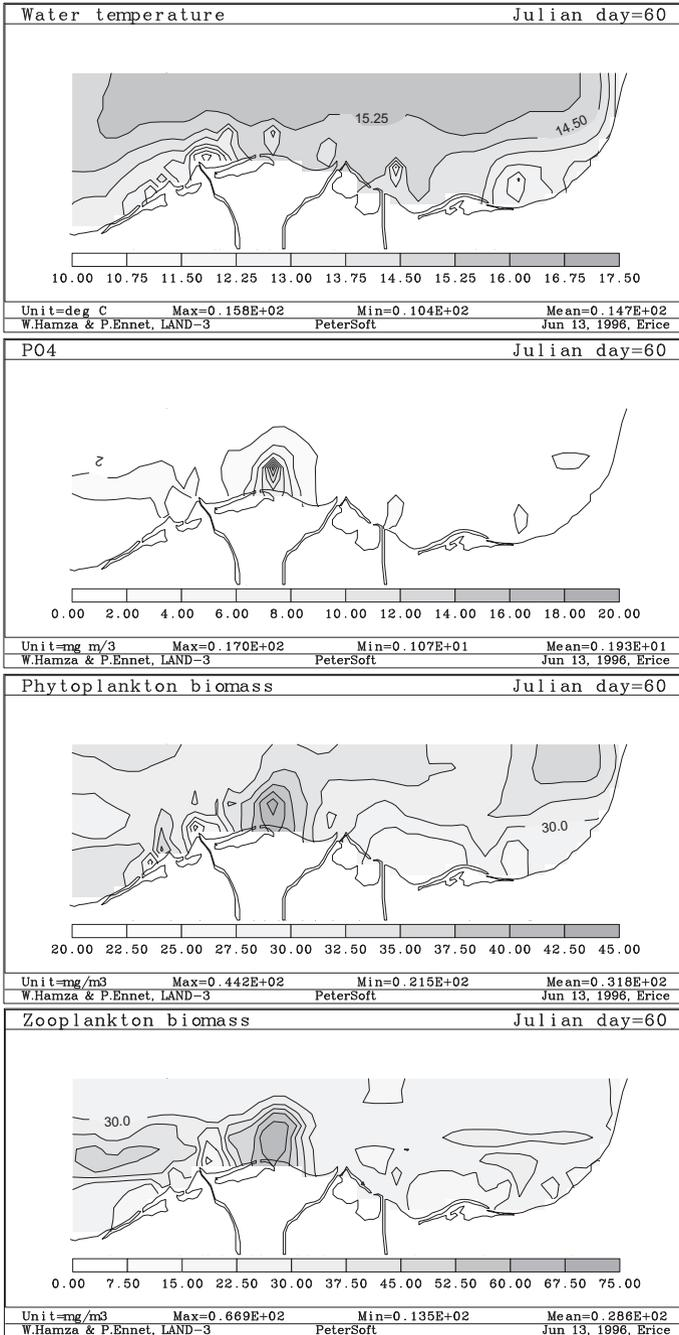 Water temperature Julian day=60
15.25
14.50
10.00 10.75 11.50 12.25 13.00 13.75 14.50 15.25 16.00 16.75 17.50
Unit=deg C Max=0.158E+02 Min=0.104E+02 Mean=0.147E+02
W.Hamza & P.Ennet, LAND-3 PeterSoft Jun 13, 1996, Erice
PO4 Julian day=60
2
0.00 2.00 4.00 6.00 8.00 10.00 12.00 14.00 16.00 18.00 20.00
Unit=mg m/3 Max=0.170E+02 Min=0.107E+01 Mean=0.193E+01
W.Hamza & P.Ennet, LAND-3 PeterSoft Jun 13, 1996, Erice
Phytoplankton biomass Julian day=60
30.0
20.00 22.50 25.00 27.50 30.00 32.50 35.00 37.50 40.00 42.50 45.00
Unit=mg/m3 Max=0.442E+02 Min=0.215E+02 Mean=0.318E+02
W.Hamza & P.Ennet, LAND-3 PeterSoft Jun 13, 1996, Erice
Zooplankton biomass Julian day=60
30.0
0.00 7.50 15.00 22.50 30.00 37.50 45.00 52.50 60.00 67.50 75.00
Unit=mg/m3 Max=0.669E+02 Min=0.135E+02 Mean=0.286E+02
W.Hamza & P.Ennet, LAND-3 PeterSoft Jun 13, 1996, Erice